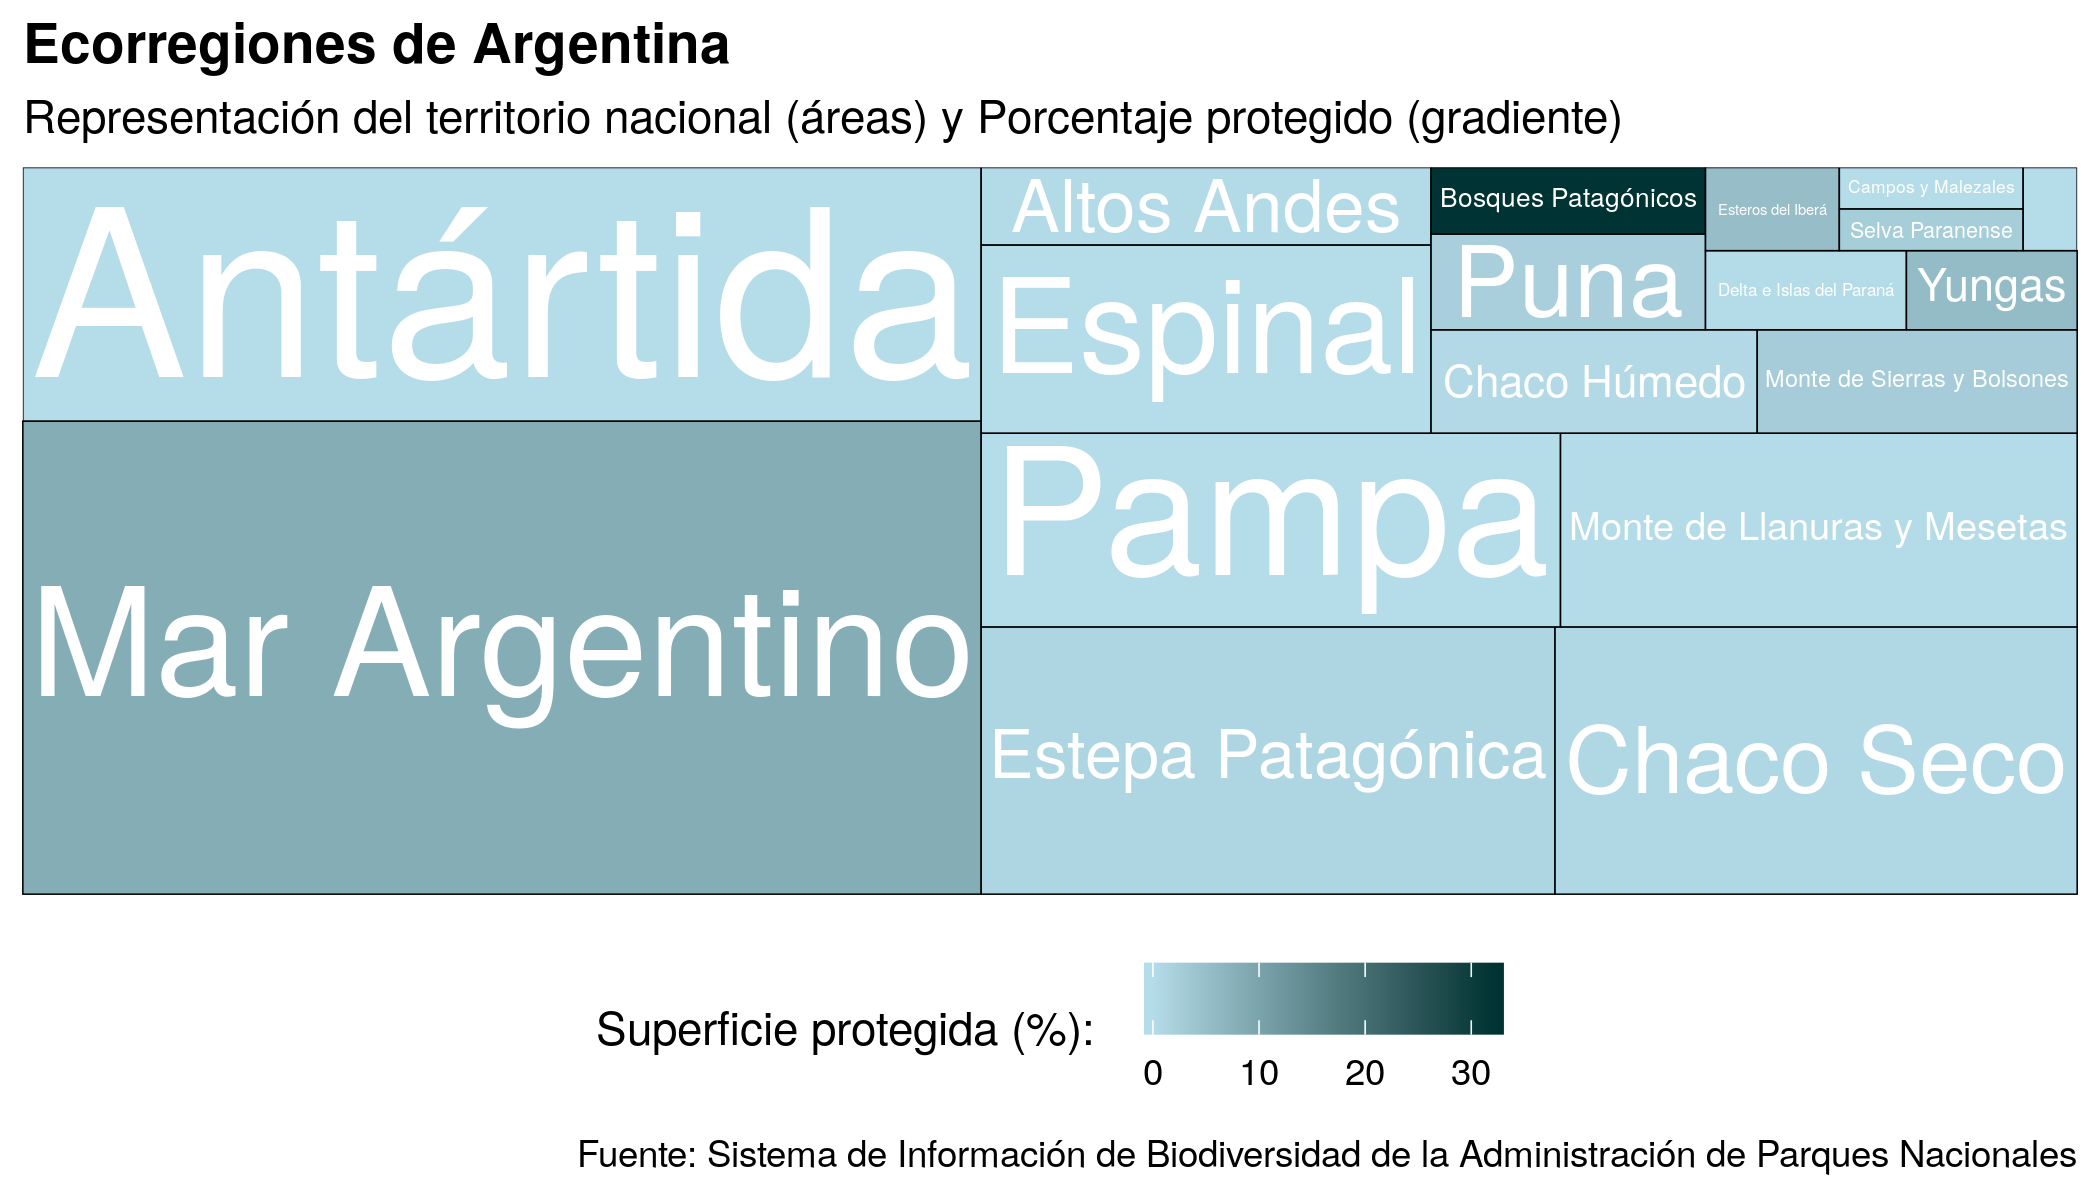 Ecorregiones de Argentina
Representación del territorio nacional (áreas) y Porcentaje protegido (gradiente)
Antártida
Mar Argentino
Altos Andes
Espinal
Bosques Patagónicos
Puna
Esteros del Iberá
Campos y Malezales
Selva Paranense
Delta e Islas del Paraná
Yungas
Chaco Húmedo
Monte de Sierras y Bolsones
Pampa
Monte de Llanuras y Mesetas
Estepa Patagónica
Chaco Seco
Superficie protegida (%):
0 10 20 30
Fuente: Sistema de Información de Biodiversidad de la Administración de Parques Nacionales